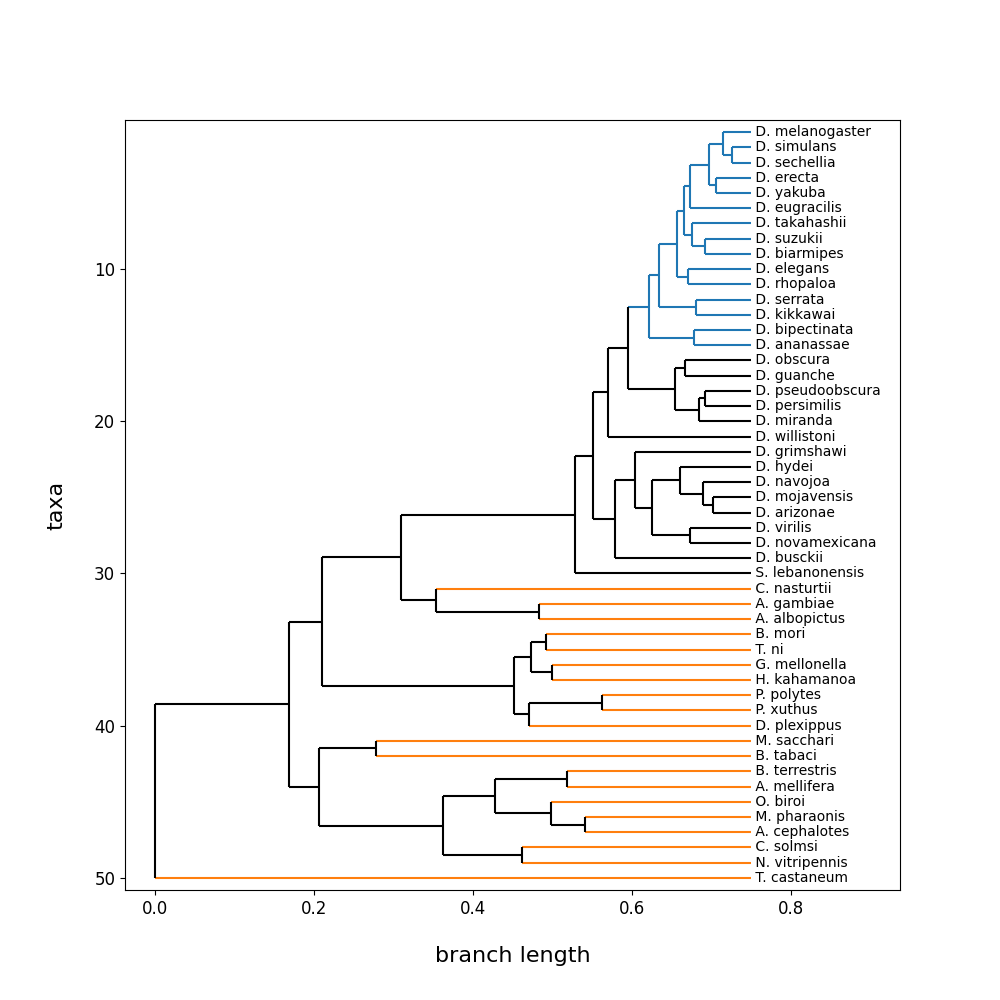 D. melanogaster
D. simulans
D. sechellia
D. erecta
D. yakuba
D. eugracilis
D. takahashii
D. suzukii
D. biarmipes
D. elegans
D. rhopaloa
D. serrata
D. kikkawai
D. bipectinata
D. ananassae
D. obscura
D. guanche
D. pseudoobscura
D. persimilis
D. miranda
D. willistoni
D. grimshawi
D. hydei
D. navojoa
D. mojavensis
D. arizonae
D. virilis
D. novamexicana
D. busckii
S. lebanonensis
C. nasturtii
A. gambiae
A. albopictus
B. mori
T. ni
G. mellonella
H. kahamanoa
P. polytes
P. xuthus
D. plexippus
M. sacchari
B. tabaci
B. terrestris
A. mellifera
O. biroi
M. pharaonis
A. cephalotes
C. solmsi
N. vitripennis
T. castaneum
10
20
30
40
50
taxa
0.0 0.2 0.4 0.6 0.8
branch length